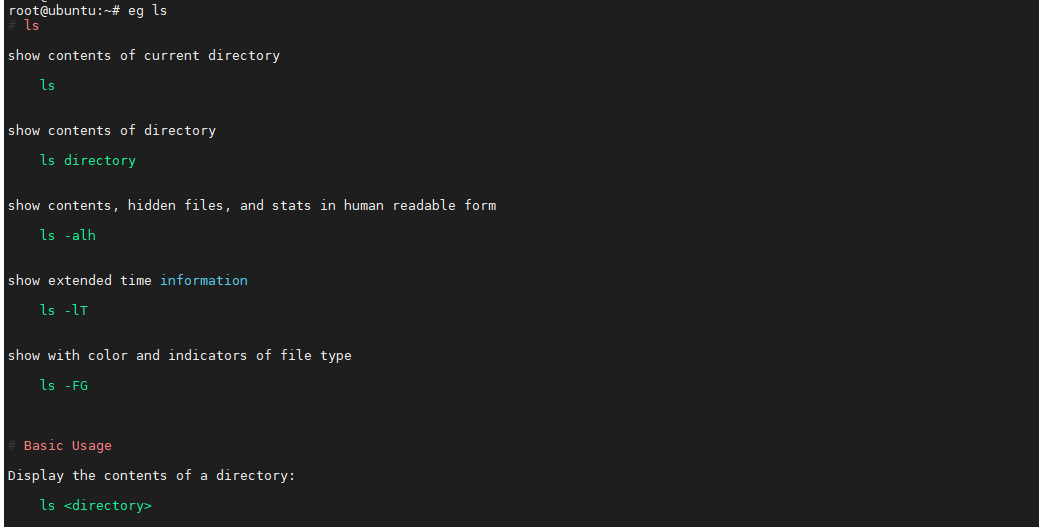 root@ubuntu:~# eg ls
# ls
show contents of current directory
ls
show contents of directory
ls directory
show contents, hidden files, and stats in human readable form
ls -alh
show extended time information
ls -lT
show with color and indicators of file type
ls -FG
# Basic Usage
Display the contents of a directory:
ls <directory>